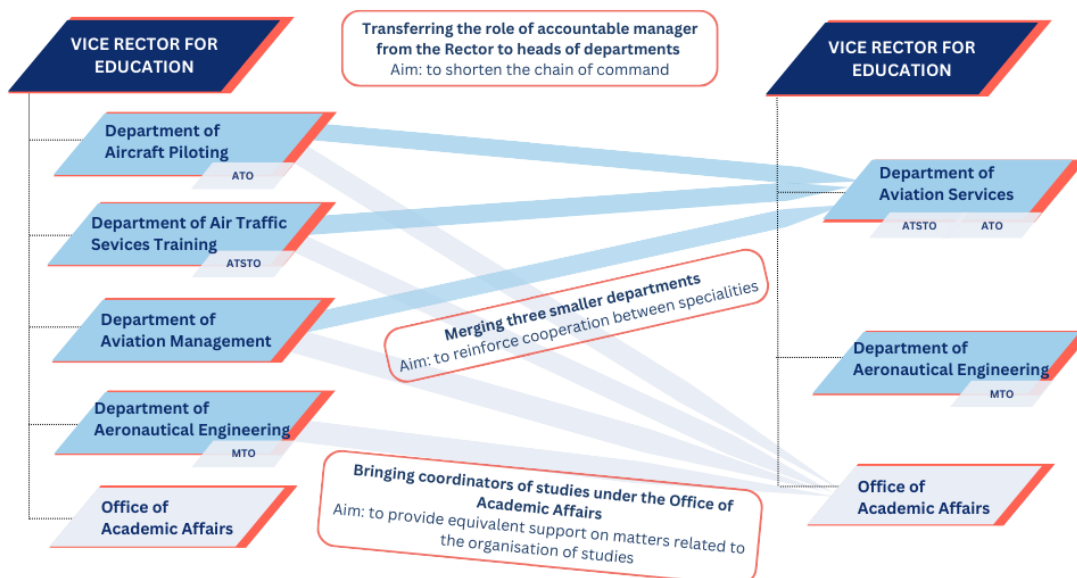 VICE RECTOR FOR
EDUCATION
Department of
Aircraft Piloting
ATO
Department of Air Traffic
Sevices Training
ATSTO
Department of
Aviation Management
Department of
Aeronautical Engineering
MTO
Office of
Academic Affairs
Transferring the role of accountable manager
from the Rector to heads of departments
Aim: to shorten the chain of command
Merging three smaller departments
Aim: to reinforce cooperation between specialities
Bringing coordinators of studies under the Office of
Academic Affairs
Aim: to provide equivalent support on matters related to
the organisation of studies
VICE RECTOR FOR
EDUCATION
Department of
Aviation Services
ATSTO
ATO
Department of
Aeronautical Engineering
MTO
Office of
Academic Affairs